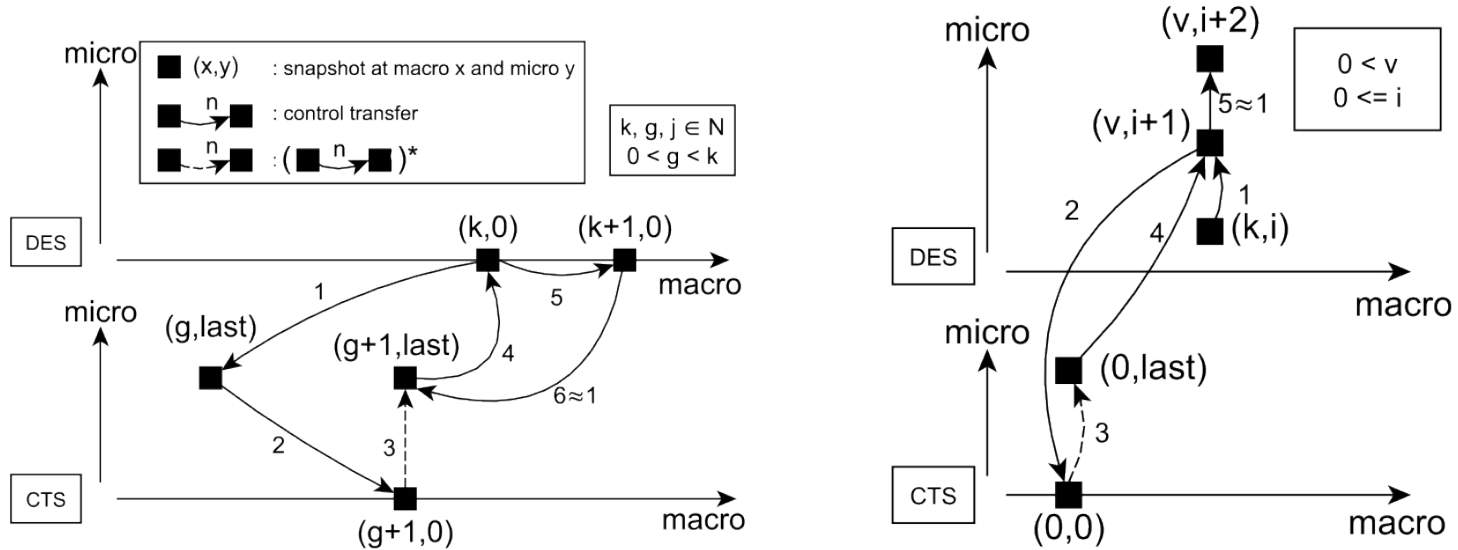 micro
(x,y) : snapshot at macro x and micro y
n
: control transfer
n
: ( n )*
k, g, j ∈ N
0 < g < k
DES
(k,0)
(k+1,0)
macro
1
5
micro
(g,last)
(g+1,last)
4
6≈1
2
3
CTS
(g+1,0)
macro
micro
(v,i+2)
0 < v
0 <= i
5≈1
(v,i+1)
2
1
4
(k,i)
DES
macro
micro
(0,last)
3
CTS
(0,0)
macro